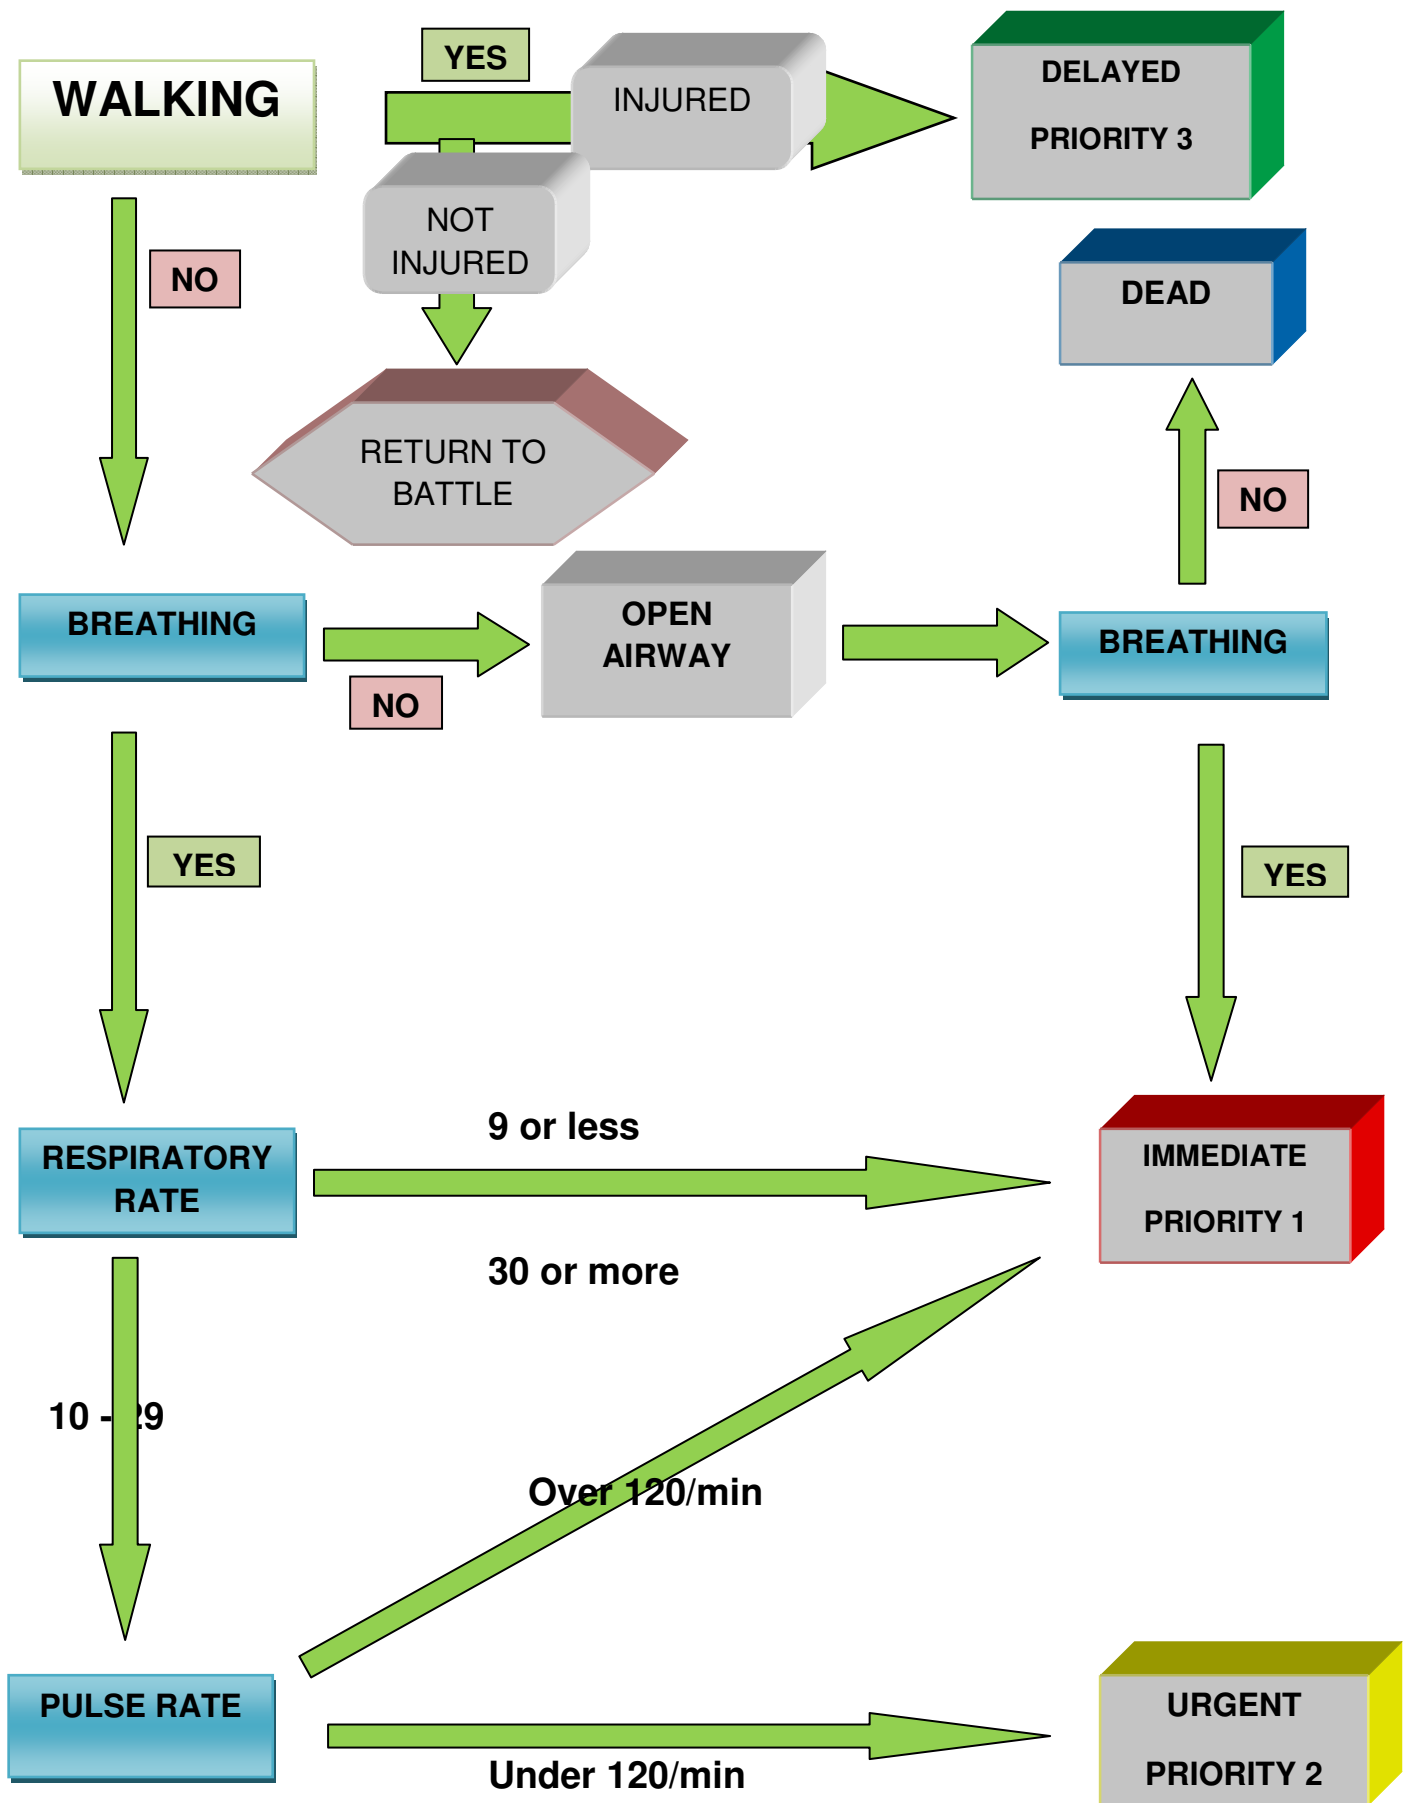 WALKING
YES
INJURED
DELAYED
PRIORITY 3
NOT
INJURED
NO
DEAD
RETURN TO
BATTLE
NO
BREATHING
NO
OPEN
AIRWAY
BREATHING
YES
YES
RESPIRATORY
RATE
9 or less
30 or more
IMMEDIATE
PRIORITY 1
10 - 29
Over 120/min
PULSE RATE
Under 120/min
URGENT
PRIORITY 2